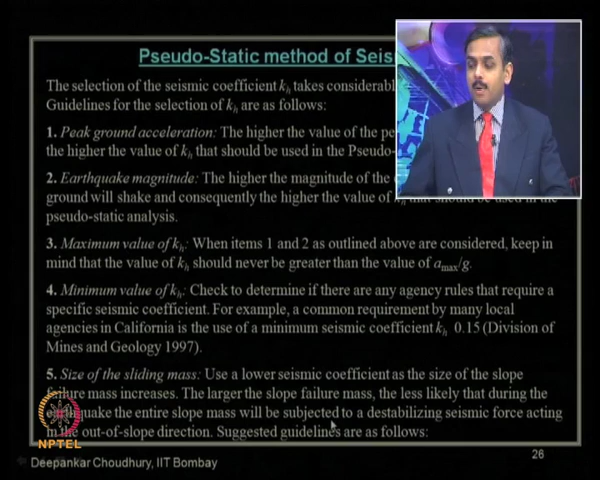 Pseudo-Static method of Seis
The selection of the seismic coefficient kh takes considerabl
Guidelines for the selection of kh are as follows:
1. Peak ground acceleration: The higher the value of the pe
the higher the value of kh that should be used in the Pseudo-
2. Earthquake magnitude: The higher the magnitude of the
ground will shake and consequently the higher the value of kh that should be used in the
pseudo-static analysis.
3. Maximum value of kh: When items 1 and 2 as outlined above are considered, keep in
mind that the value of kh should never be greater than the value of amax/g.
4. Minimum value of kh: Check to determine if there are any agency rules that require a
specific seismic coefficient. For example, a common requirement by many local
agencies in California is the use of a minimum seismic coefficient kh 0.15 (Division of
Mines and Geology 1997).
5. Size of the sliding mass: Use a lower seismic coefficient as the size of the slope
failure mass increases. The larger the slope failure mass, the less likely that during the
earthquake the entire slope mass will be subjected to a destabilizing seismic force acting
in the out-of-slope direction. Suggested guidelines are as follows:
NPTEL
Deepankar Choudhury, IIT Bombay
26